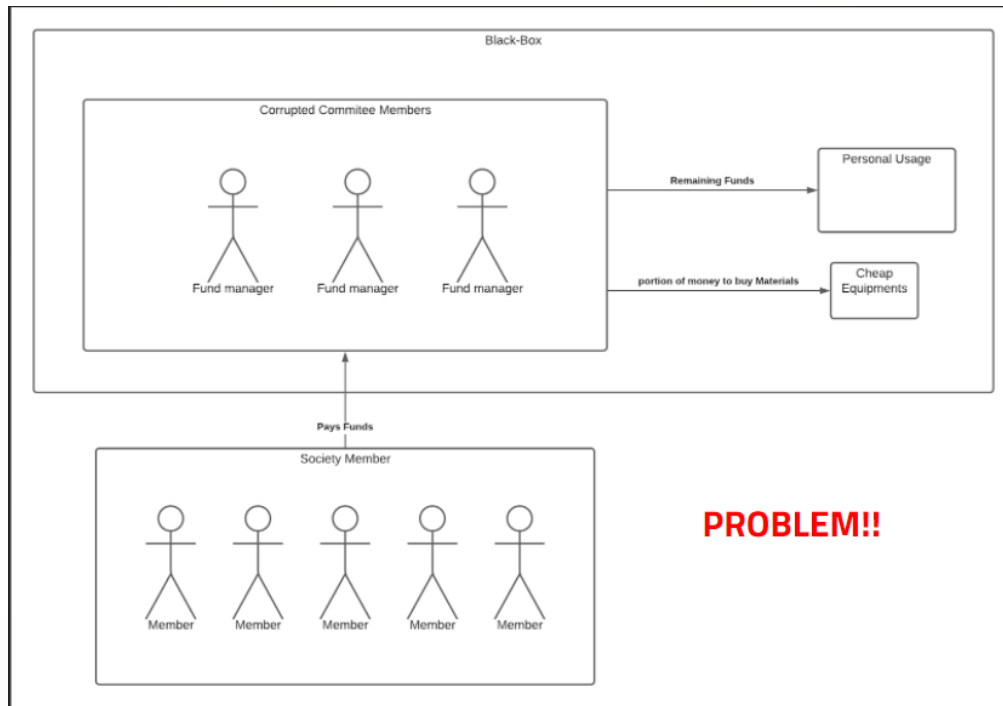 Black-Box
Corrupted Commitee Members
Fund manager
Fund manager
Fund manager
Remaining Funds
Personal Usage
portion of money to buy Materials
Cheap
Equipments
Pays Funds
Society Member
Member
Member
Member
Member
Member
PROBLEM!!